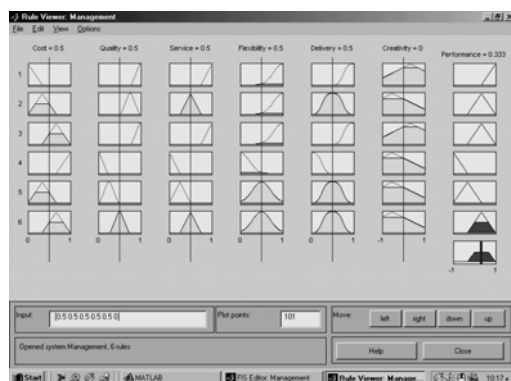 Rule Viewer: Management
File Edit View Options
Cost = 0.5 Quality = 0.5 Service = 0.5 Flexibility = 0.5 Delivery = 0.5 Creativity = 0 Performance = 0.333
1
2
3
4
5
6
0 1 0 1 0 1 0 1 0 1 -1 1
-1 1
Input: [0.5 0.5 0.5 0.5 0.5 0] Plot points: 101 Move: left right down up
Opened system Management, 6 rules Help Close
Start MATLAB FIS Editor: Management Rule Viewer: Manage... 10:17